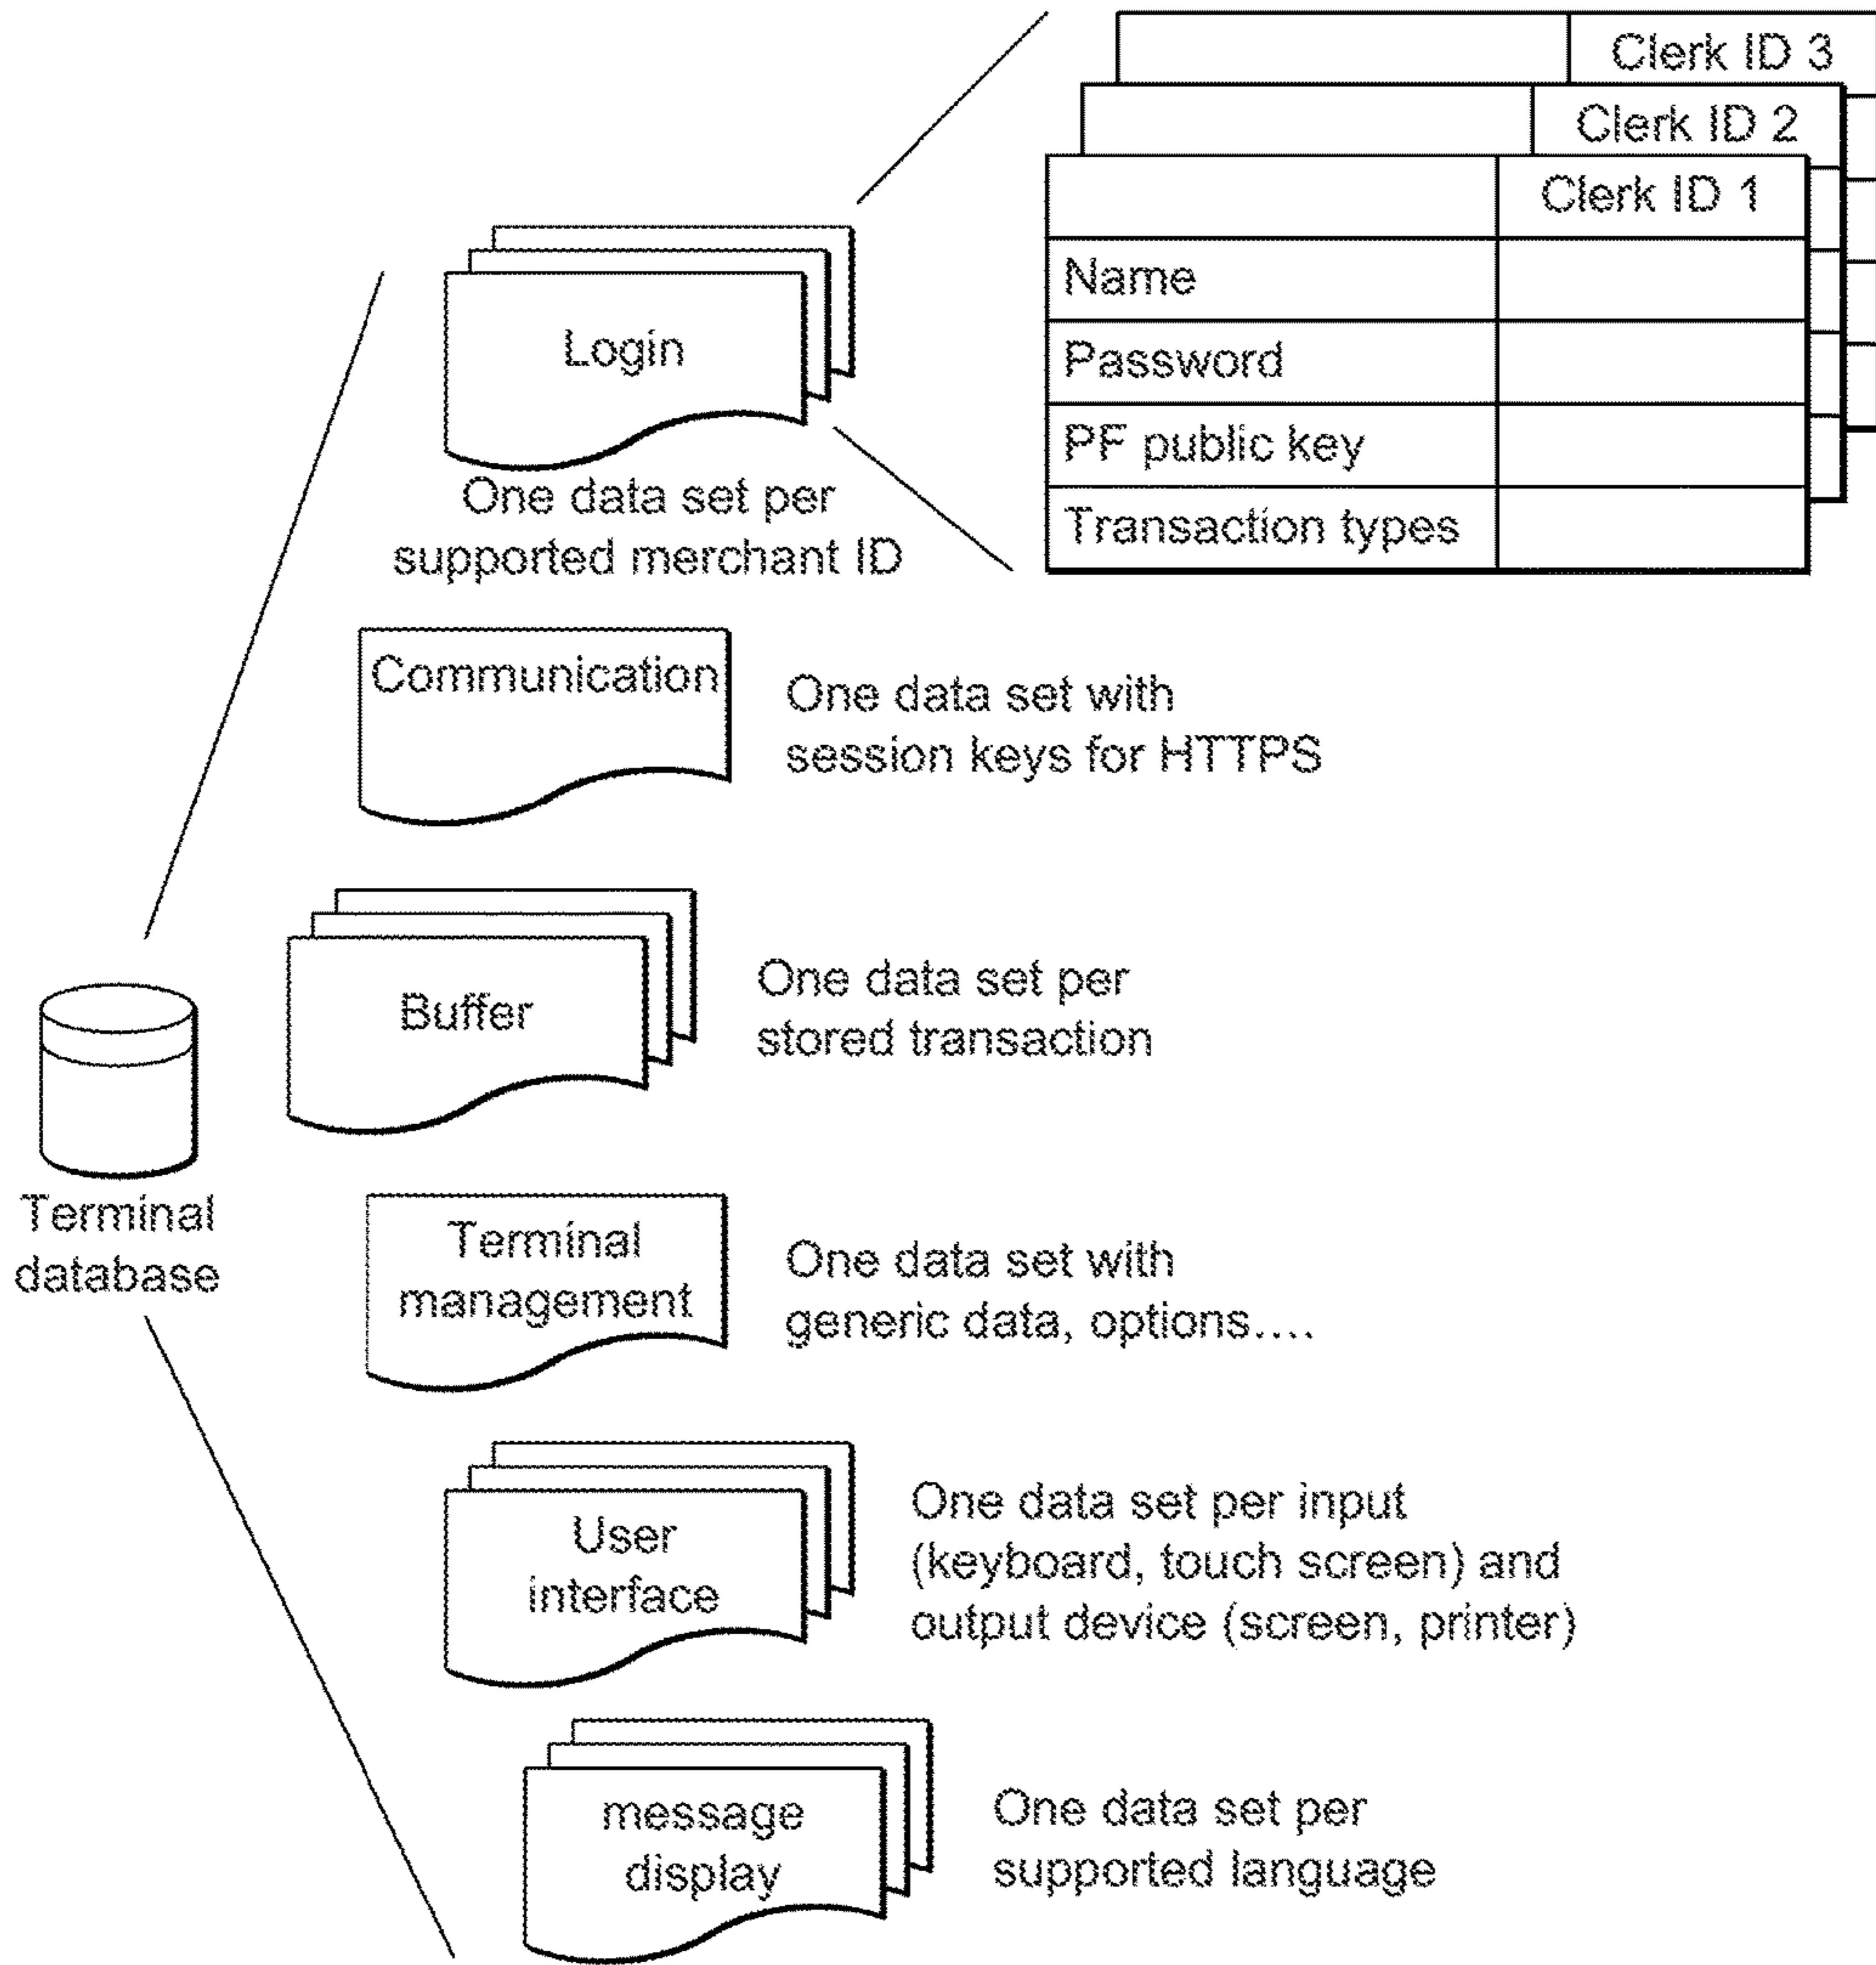 Clerk ID 3
Clerk ID 2
Clerk ID 1
Name
Password
PF public key
Transaction types
Login
One data set per
supported merchant ID
Communication
One data set with
session keys for HTTPS
Buffer
One data set per
stored transaction
Terminal
database
Terminal
management
One data set with
generic data, options....
User
interface
One data set per input
(keyboard, touch screen) and
output device (screen, printer)
message
display
One data set per
supported language